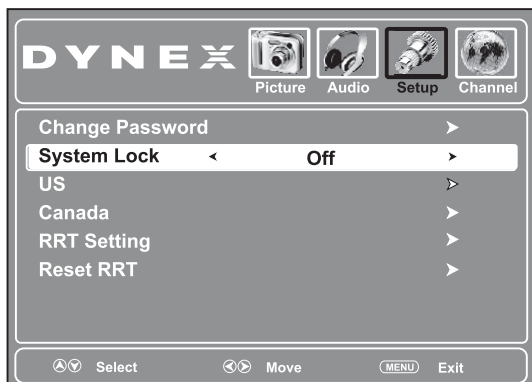 DYNEX
Picture Audio Setup Channel
Change Password
System Lock Off
US
Canada
RRT Setting
Reset RRT
Select Move MENU Exit